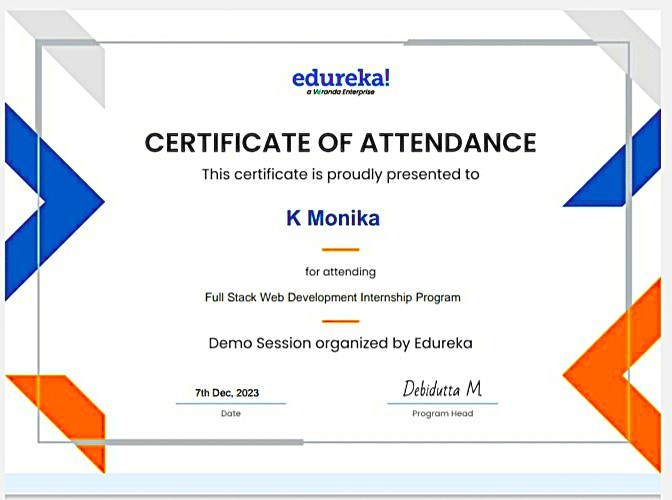 edureka!
a Veranda Enterprise
CERTIFICATE OF ATTENDANCE
This certificate is proudly presented to
K Monika
for attending
Full Stack Web Development Internship Program
Demo Session organized by Edureka
7th Dec, 2023
Debidutta M
Date
Program Head